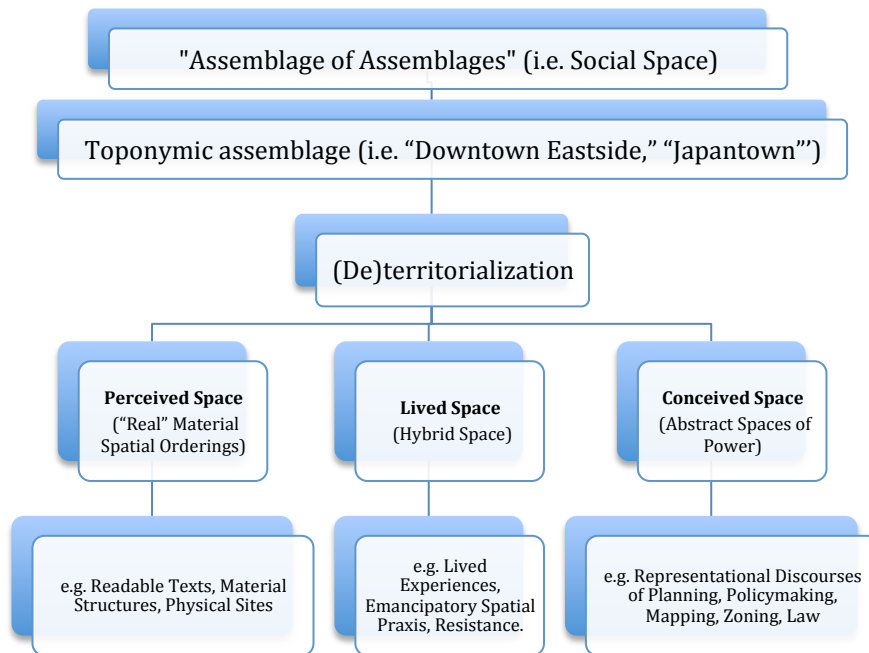 "Assemblage of Assemblages" (i.e. Social Space)
Toponymic assemblage (i.e. “Downtown Eastside,” “Japantown”’)
(De)territorialization
Perceived Space
(“Real” Material
Spatial Orderings)
Lived Space
(Hybrid Space)
Conceived Space
(Abstract Spaces of
Power)
e.g. Readable Texts, Material
Structures, Physical Sites
e.g. Lived
Experiences,
Emancipatory Spatial
Praxis, Resistance.
e.g. Representational Discourses
of Planning, Policymaking,
Mapping, Zoning, Law